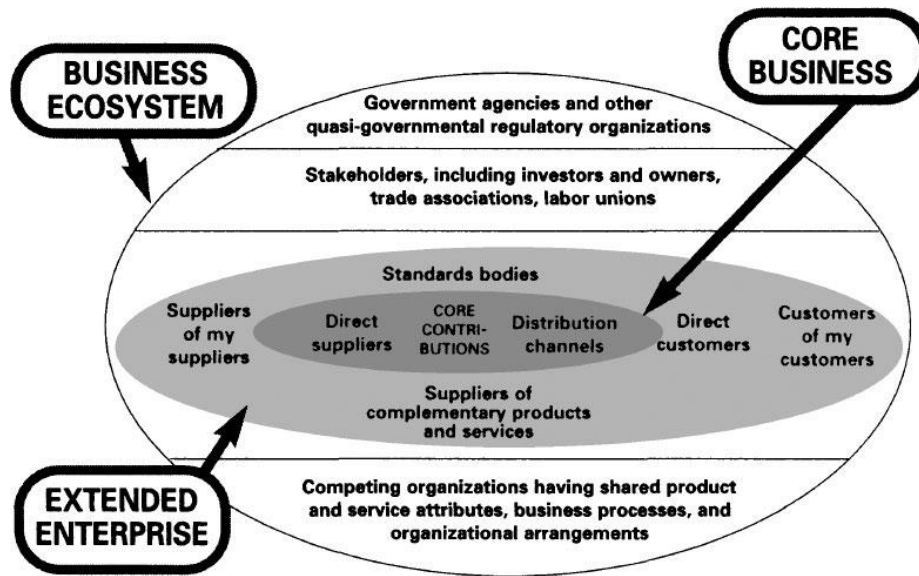 BUSINESS
ECOSYSTEM
CORE
BUSINESS
Government agencies and other
quasi-governmental regulatory organizations
Stakeholders, including investors and owners,
trade associations, labor unions
Standards bodies
Suppliers
of my
suppliers
Direct
suppliers
CORE
CONTRI-
BUTIONS
Distribution
channels
Direct
customers
Customers
of my
customers
Suppliers of
complementary products
and services
EXTENDED
ENTERPRISE
Competing organizations having shared product
and service attributes, business processes, and
organizational arrangements